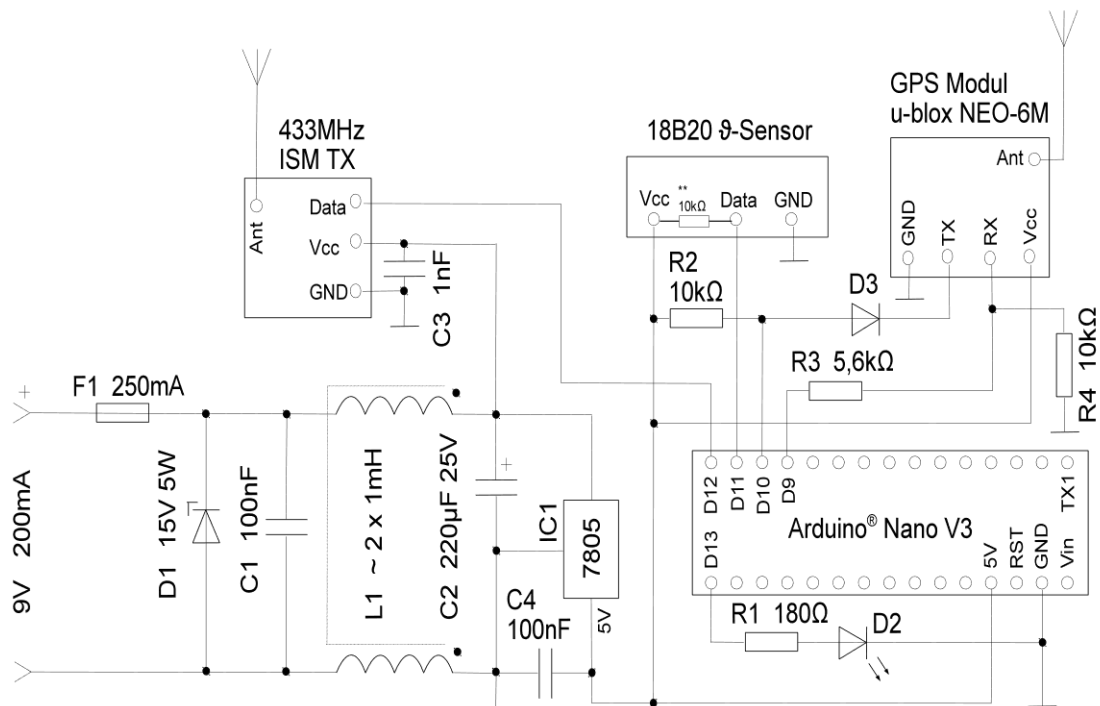 433MHz
ISM TX
Ant
Data
Vcc
GND
C3 1nF
18B20 ϑ-Sensor
Vcc
**
10kΩ
Data
GND
GPS Modul
u-blox NEO-6M
Ant
GND
TX
RX
Vcc
R2
10kΩ
D3
R3 5,6kΩ
R4 10kΩ
+
F1 250mA
9V 200mA
D1 15V 5W
C1 100nF
L1 ~ 2 x 1mH
C2 220µF 25V
+
IC1
7805
5V
C4
100nF
D12
D11
D10
D9
TX1
Arduino® Nano V3
D13
5V
RST
GND
Vin
R1 180Ω
D2